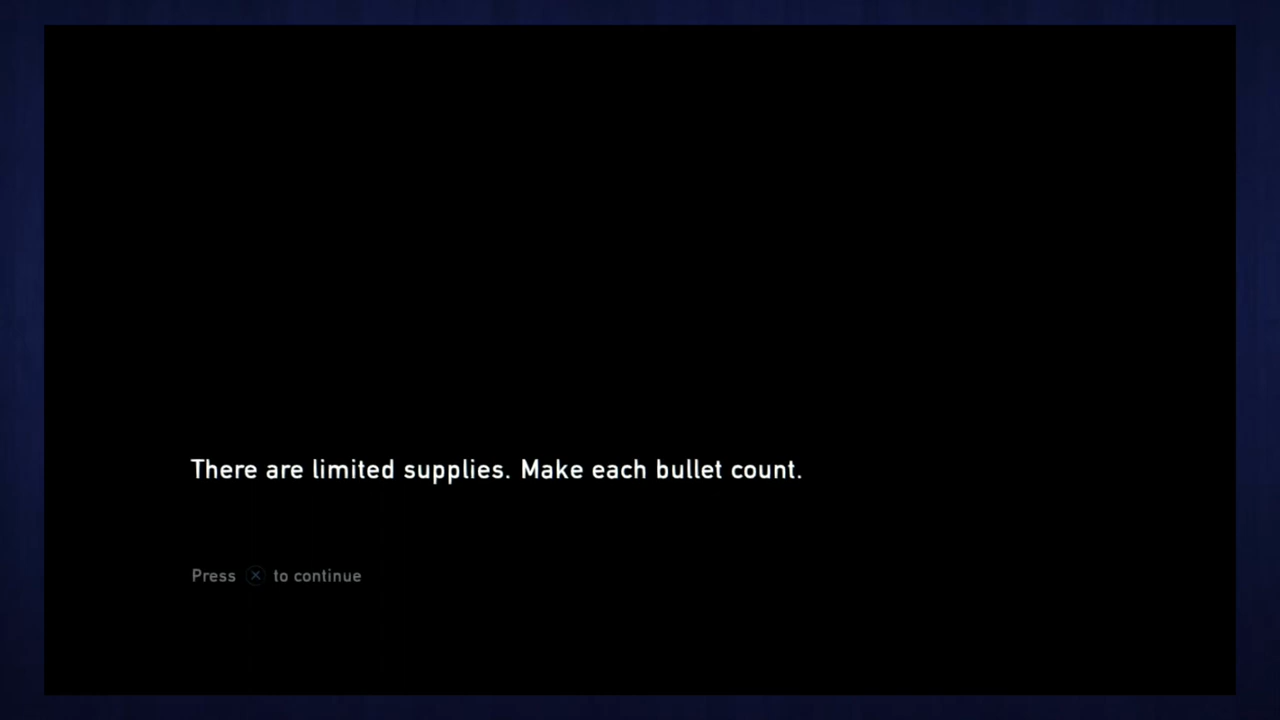 There are limited supplies. Make each bullet count.
Press ⊗ to continue